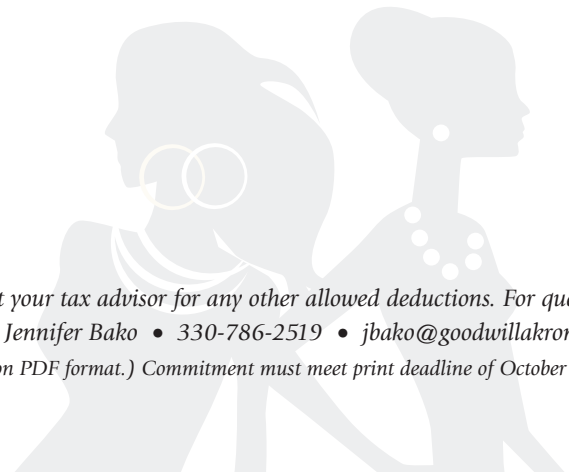 t your tax advisor for any other allowed deductions. For que
Jennifer Bako • 330-786-2519 • jbako@goodwillakron
on PDF format.) Commitment must meet print deadline of October